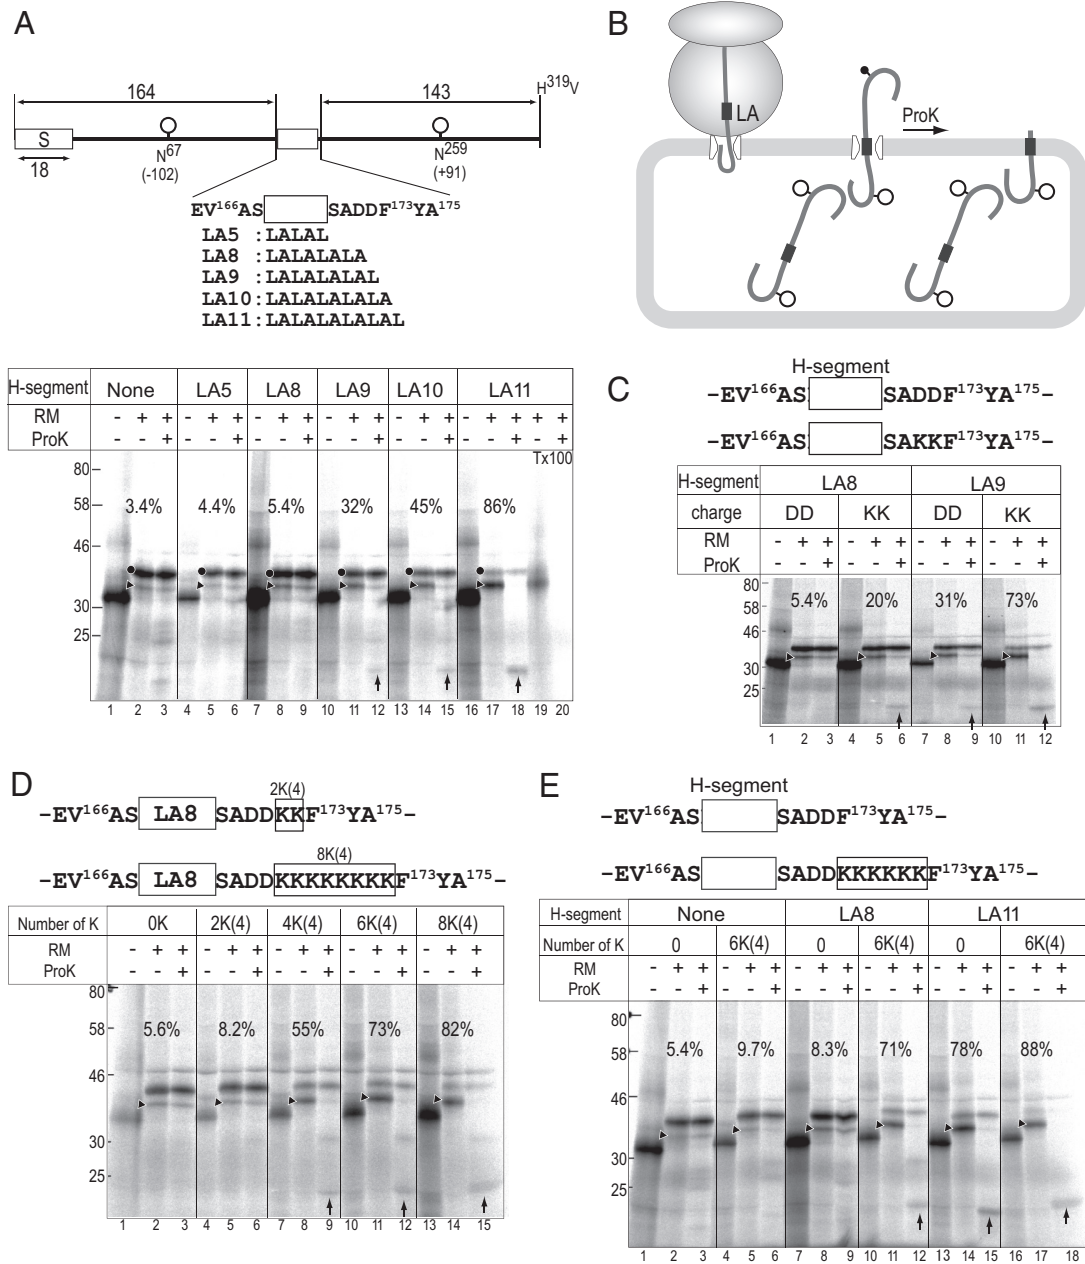 A
164
143
H319V
S
18
N67
(-102)
N259
(+91)
EV166AS SADDF173YA175
LA5 :LALAL
LA8 :LALALALA
LA9 :LALALALAL
LA10:LALALALALA
LA11:LALALALALAL
H-segment None LA5 LA8 LA9 LA10 LA11
RM - + + - + + - + + - + + - + + - + + + +
ProK - - + - - + - - + - - + - - + - - + - +
Tx100
80
58
46
30
25
3.4% 4.4% 5.4% 32% 45% 86%
1 2 3 4 5 6 7 8 9 10 11 12 13 14 15 16 17 18 19 20
B
LA
ProK
C
H-segment
-EV166AS SADDF173YA175-
-EV166AS SAKKF173YA175-
H-segment LA8 LA9
charge DD KK DD KK
RM - + + - + + - + + - + +
ProK - - + - - + - - + - - +
80
58
46
30
25
5.4% 20% 31% 73%
1 2 3 4 5 6 7 8 9 10 11 12
D
2K(4)
-EV166AS LA8 SADDKKF173YA175-
8K(4)
-EV166AS LA8 SADDKKKKKKKKF173YA175-
Number of K 0K 2K(4) 4K(4) 6K(4) 8K(4)
RM - + + - + + - + + - + + - + +
ProK - - + - - + - - + - - + - - +
80
58
46
30
25
5.6% 8.2% 55% 73% 82%
1 2 3 4 5 6 7 8 9 10 11 12 13 14 15
E
H-segment
-EV166AS SADDF173YA175-
-EV166AS SADDKKKKKKF173YA175-
H-segment None LA8 LA11
Number of K 0 6K(4) 0 6K(4) 0 6K(4)
RM - + + - + + - + + - + + - + + - + +
ProK - - + - - + - - + - - + - - + - - +
80
58
46
30
25
5.4% 9.7% 8.3% 71% 78% 88%
1 2 3 4 5 6 7 8 9 10 11 12 13 14 15 16 17 18